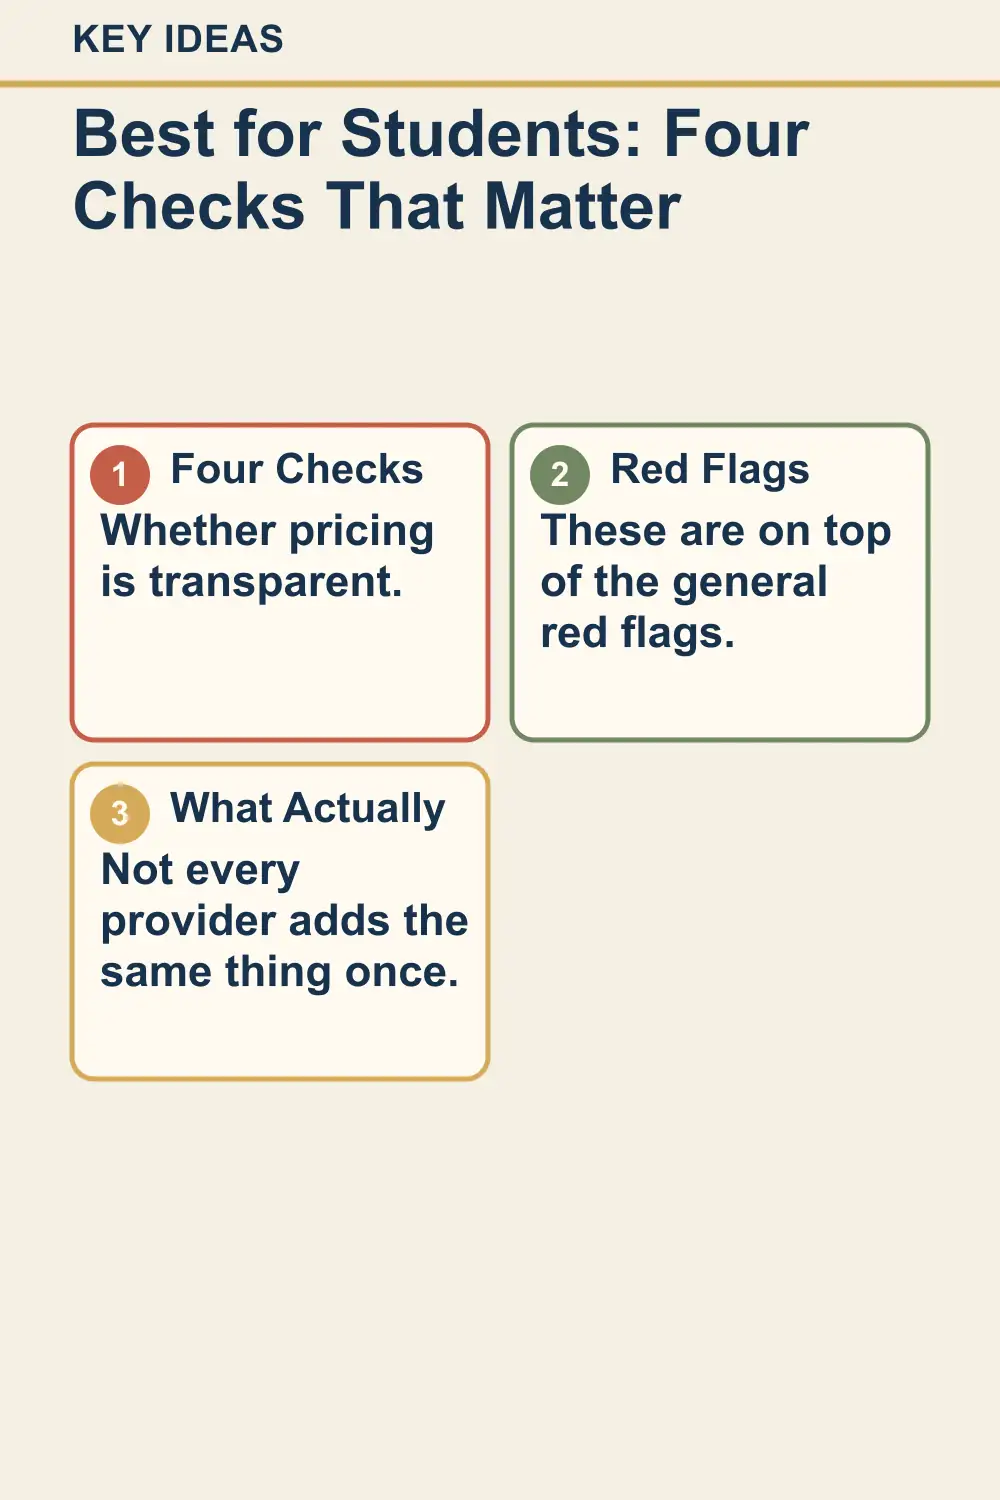 KEY IDEAS
Best for Students: Four
Checks That Matter
1 Four Checks
Whether pricing
is transparent.
2 Red Flags
These are on top
of the general
red flags.
3 What Actually
Not every
provider adds the
same thing once.